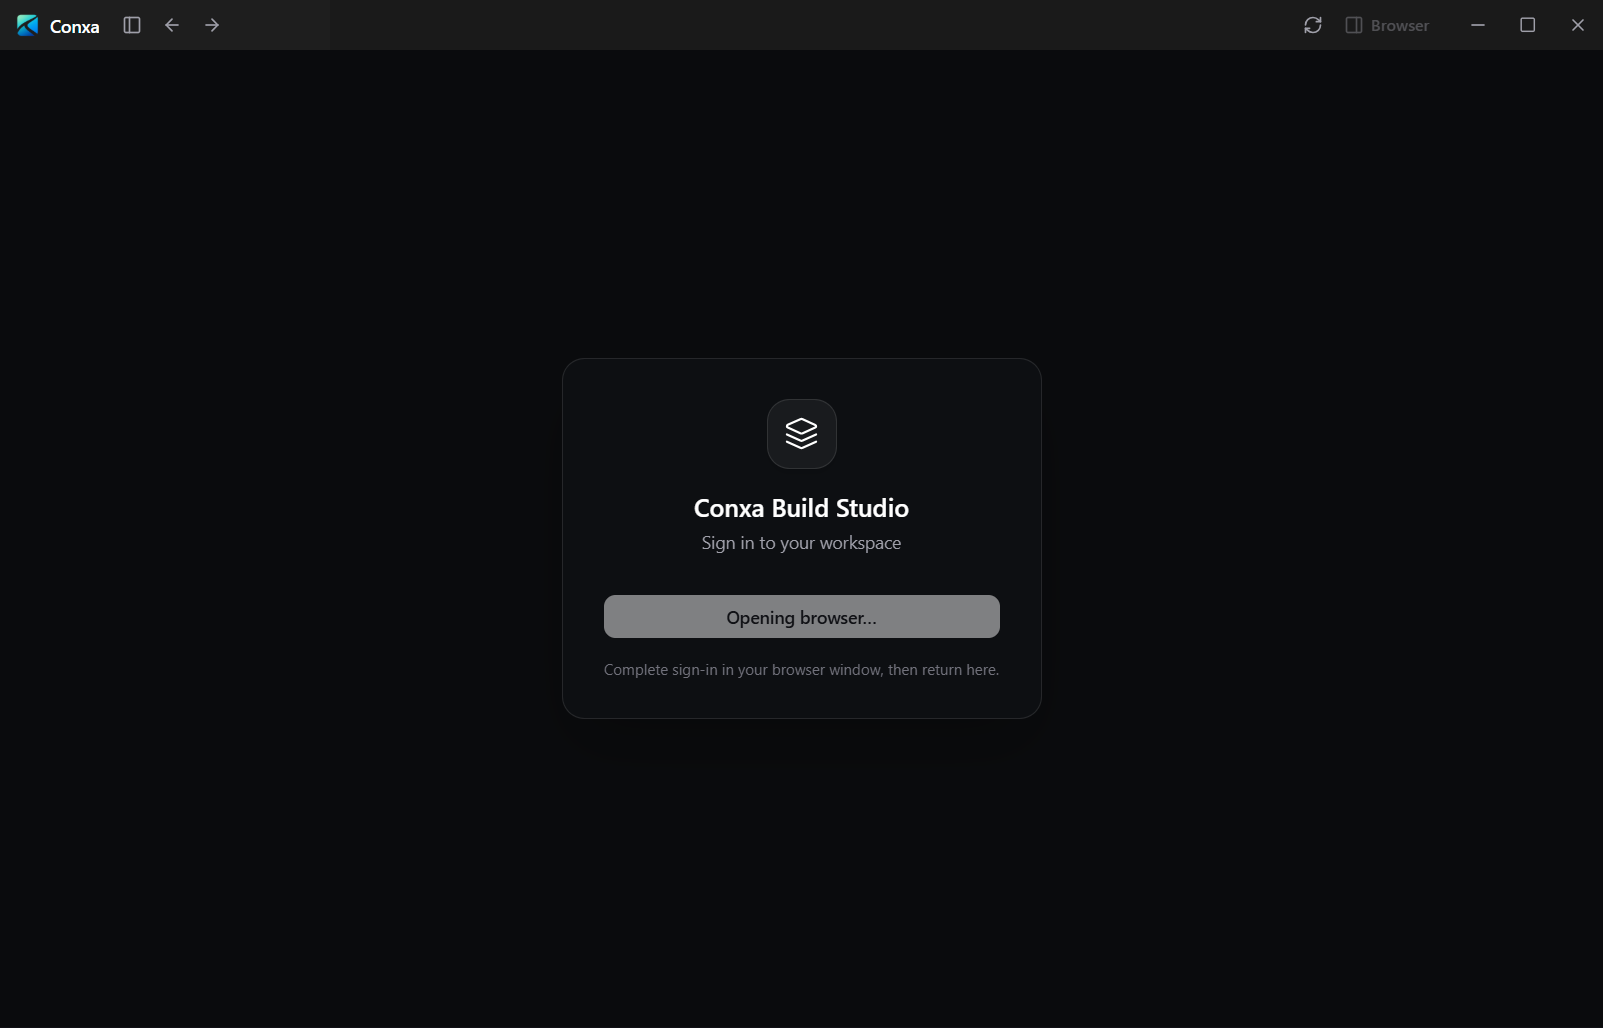 Conxa
Browser
Conxa Build Studio
Sign in to your workspace
Opening browser...
Complete sign-in in your browser window, then return here.